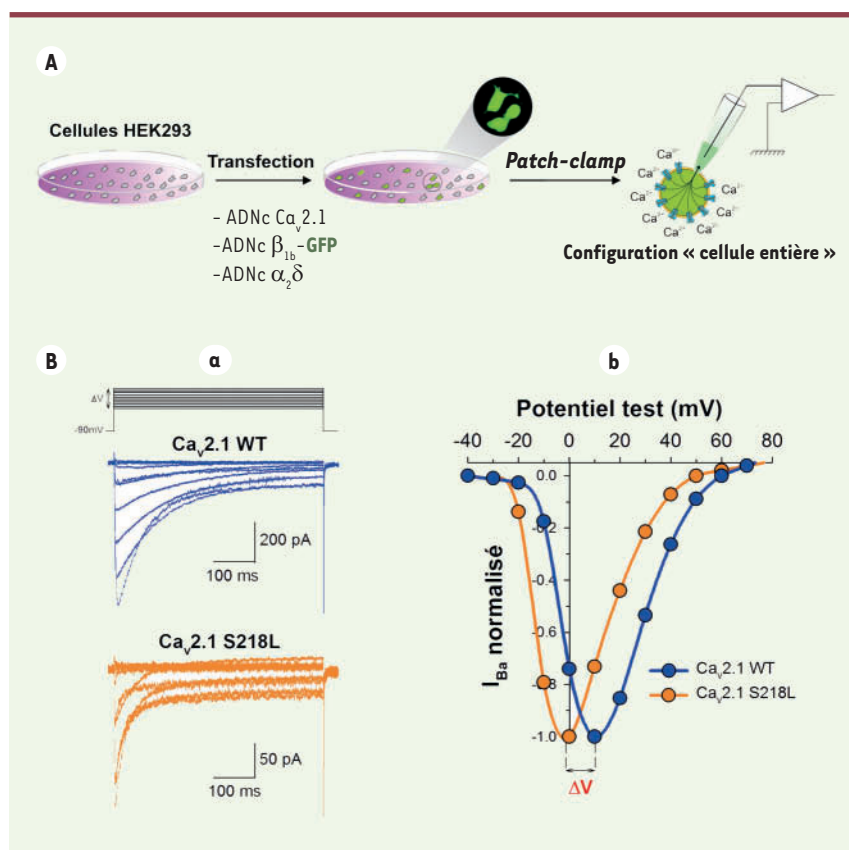 A
Cellules HEK293
Transfection
- ADNc Caᵥ2.1
-ADNc β₁b-GFP
-ADNc α₂δ
Patch-clamp
Ca²⁺
Ca²⁺
Ca²⁺
Ca²⁺
Ca²⁺
Ca²⁺
Ca²⁺
Ca²⁺
Configuration « cellule entière »
B
a
ΔV
-90mV
Caᵥ2.1 WT
200 pA
100 ms
Caᵥ2.1 S218L
50 pA
100 ms
b
Potentiel test (mV)
-40 -20 0 20 40 60 80
0.0
-0.2
-0.4
-0.6
-0.8
-1.0
I Ba normalisé
Caᵥ2.1 WT
Caᵥ2.1 S218L
ΔV